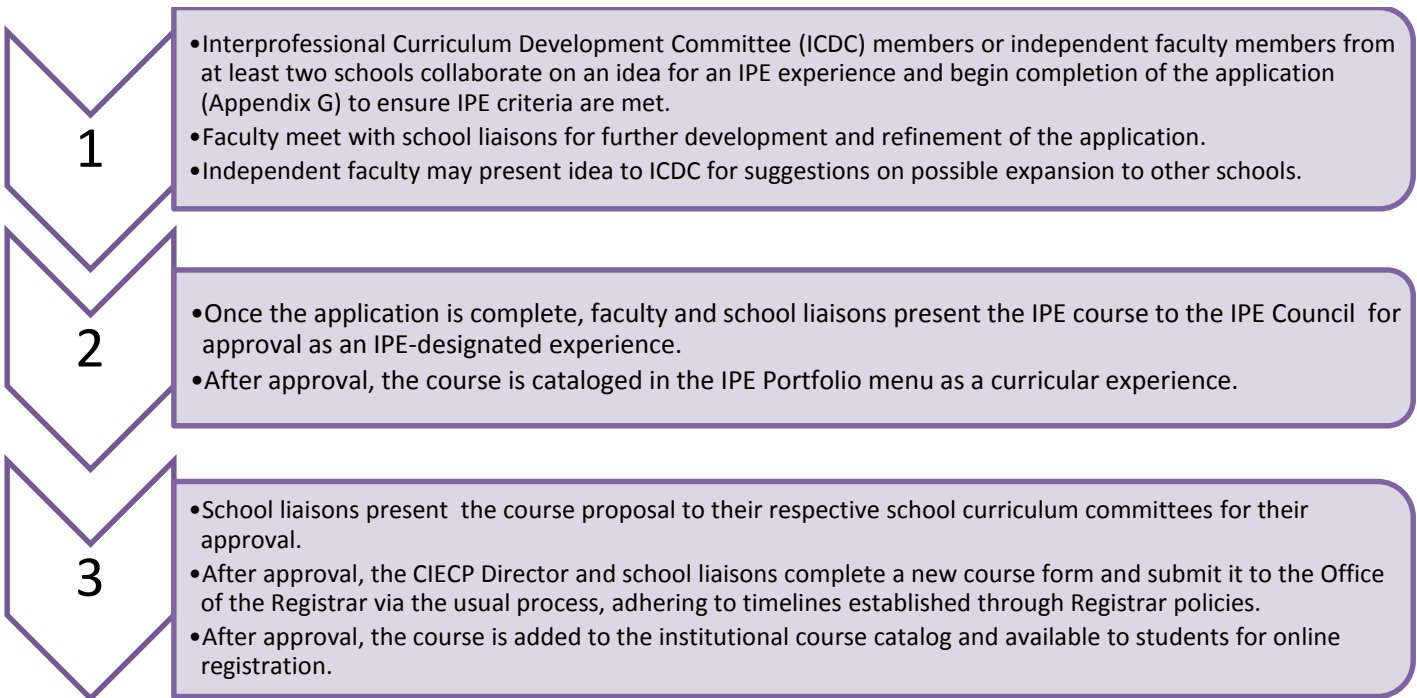 1
•Interprofessional Curriculum Development Committee (ICDC) members or independent faculty members from
at least two schools collaborate on an idea for an IPE experience and begin completion of the application
(Appendix G) to ensure IPE criteria are met.
•Faculty meet with school liaisons for further development and refinement of the application.
•Independent faculty may present idea to ICDC for suggestions on possible expansion to other schools.
2
•Once the application is complete, faculty and school liaisons present the IPE course to the IPE Council for
approval as an IPE-designated experience.
•After approval, the course is cataloged in the IPE Portfolio menu as a curricular experience.
3
•School liaisons present the course proposal to their respective school curriculum committees for their
approval.
•After approval, the CIECP Director and school liaisons complete a new course form and submit it to the Office
of the Registrar via the usual process, adhering to timelines established through Registrar policies.
•After approval, the course is added to the institutional course catalog and available to students for online
registration.